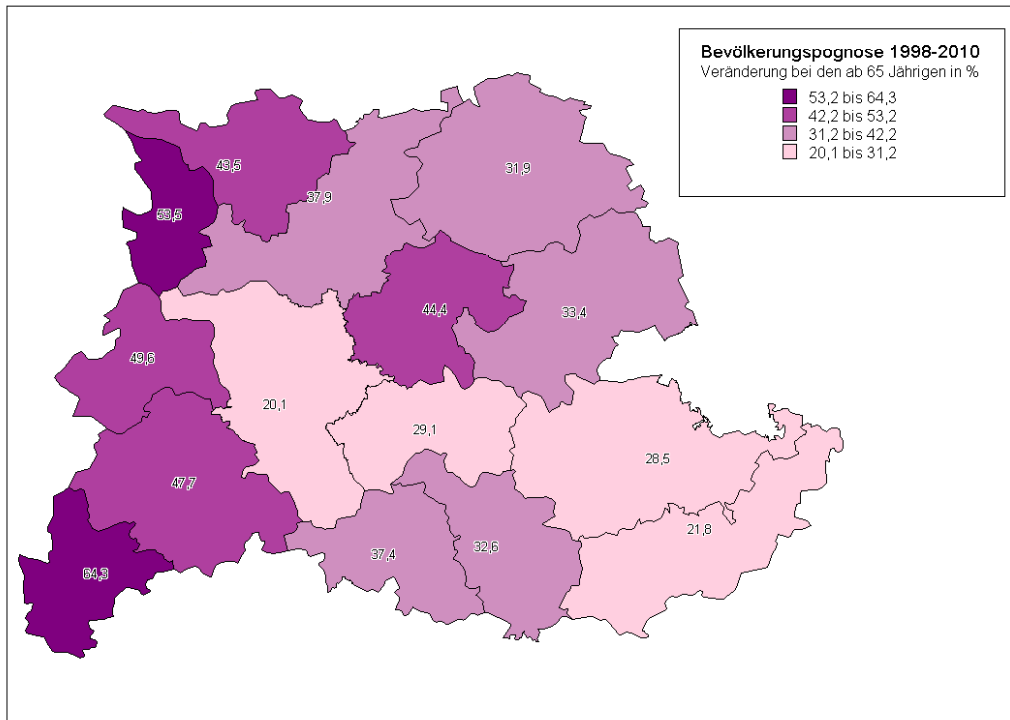 Bevölkerungspognose 1998-2010
Veränderung bei den ab 65 Jährigen in %
53,2 bis 64,3
42,2 bis 53,2
31,2 bis 42,2
20,1 bis 31,2
43,5
31,9
37,9
53,5
44,4
33,4
49,6
20,1
29,1
28,5
47,7
21,8
32,6
37,4
64,3